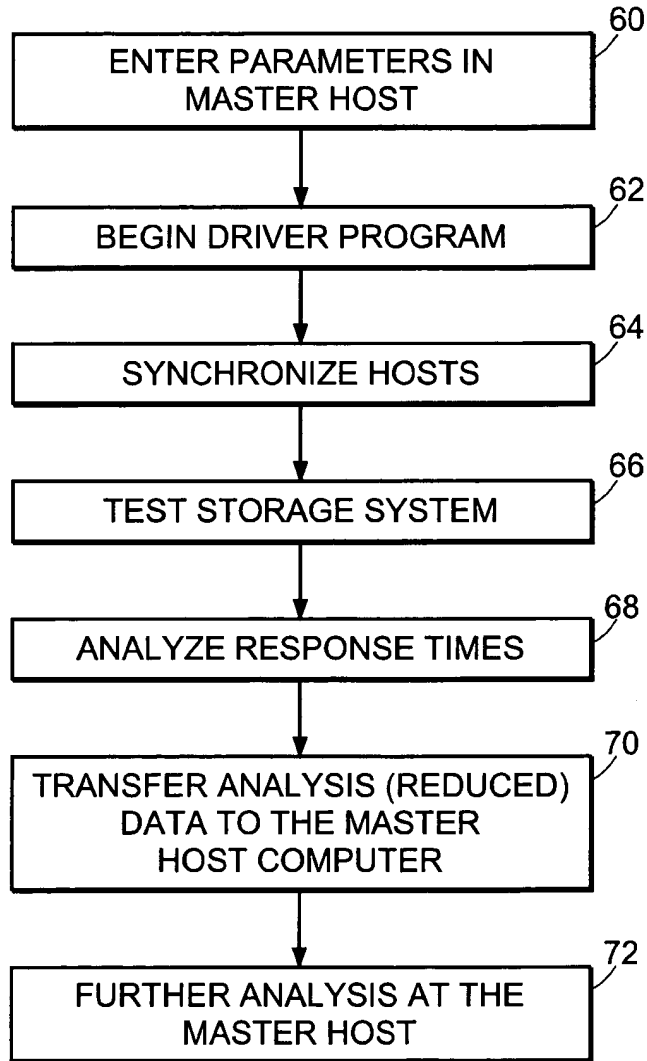 60
ENTER PARAMETERS IN
MASTER HOST
62
BEGIN DRIVER PROGRAM
64
SYNCHRONIZE HOSTS
66
TEST STORAGE SYSTEM
68
ANALYZE RESPONSE TIMES
70
TRANSFER ANALYSIS (REDUCED)
DATA TO THE MASTER
HOST COMPUTER
72
FURTHER ANALYSIS AT THE
MASTER HOST